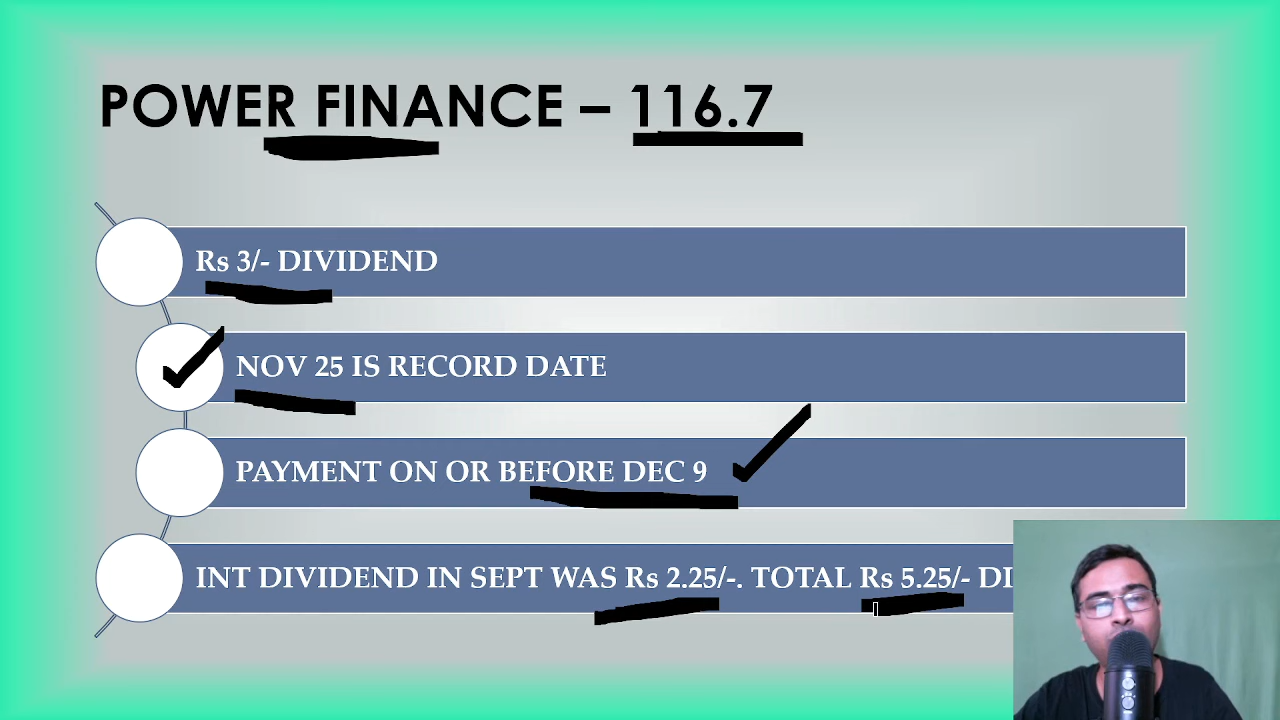 POWER FINANCE – 116.7
Rs 3/- DIVIDEND
NOV 25 IS RECORD DATE
PAYMENT ON OR BEFORE DEC 9
INT DIVIDEND IN SEPT WAS Rs 2.25/-. TOTAL Rs 5.25/-